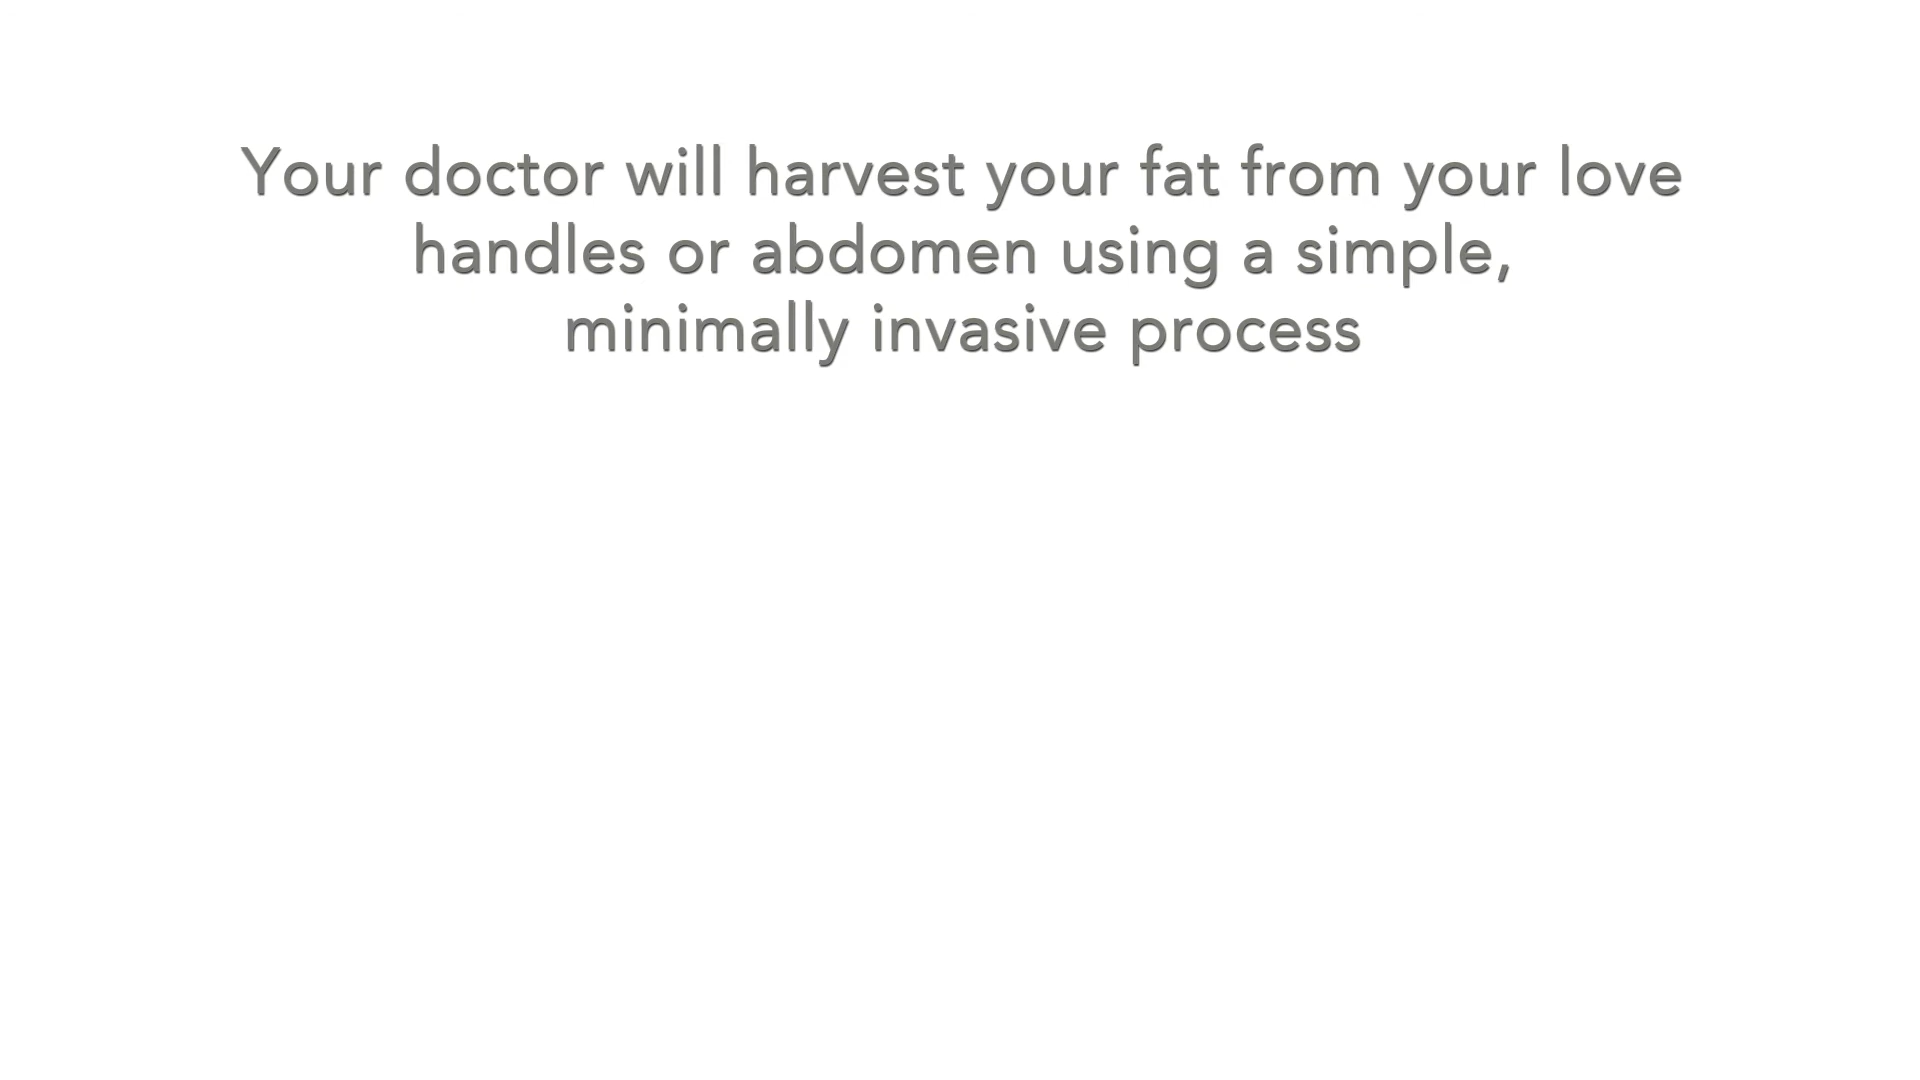 Your doctor will harvest your fat from your love
handles or abdomen using a simple,
minimally invasive process